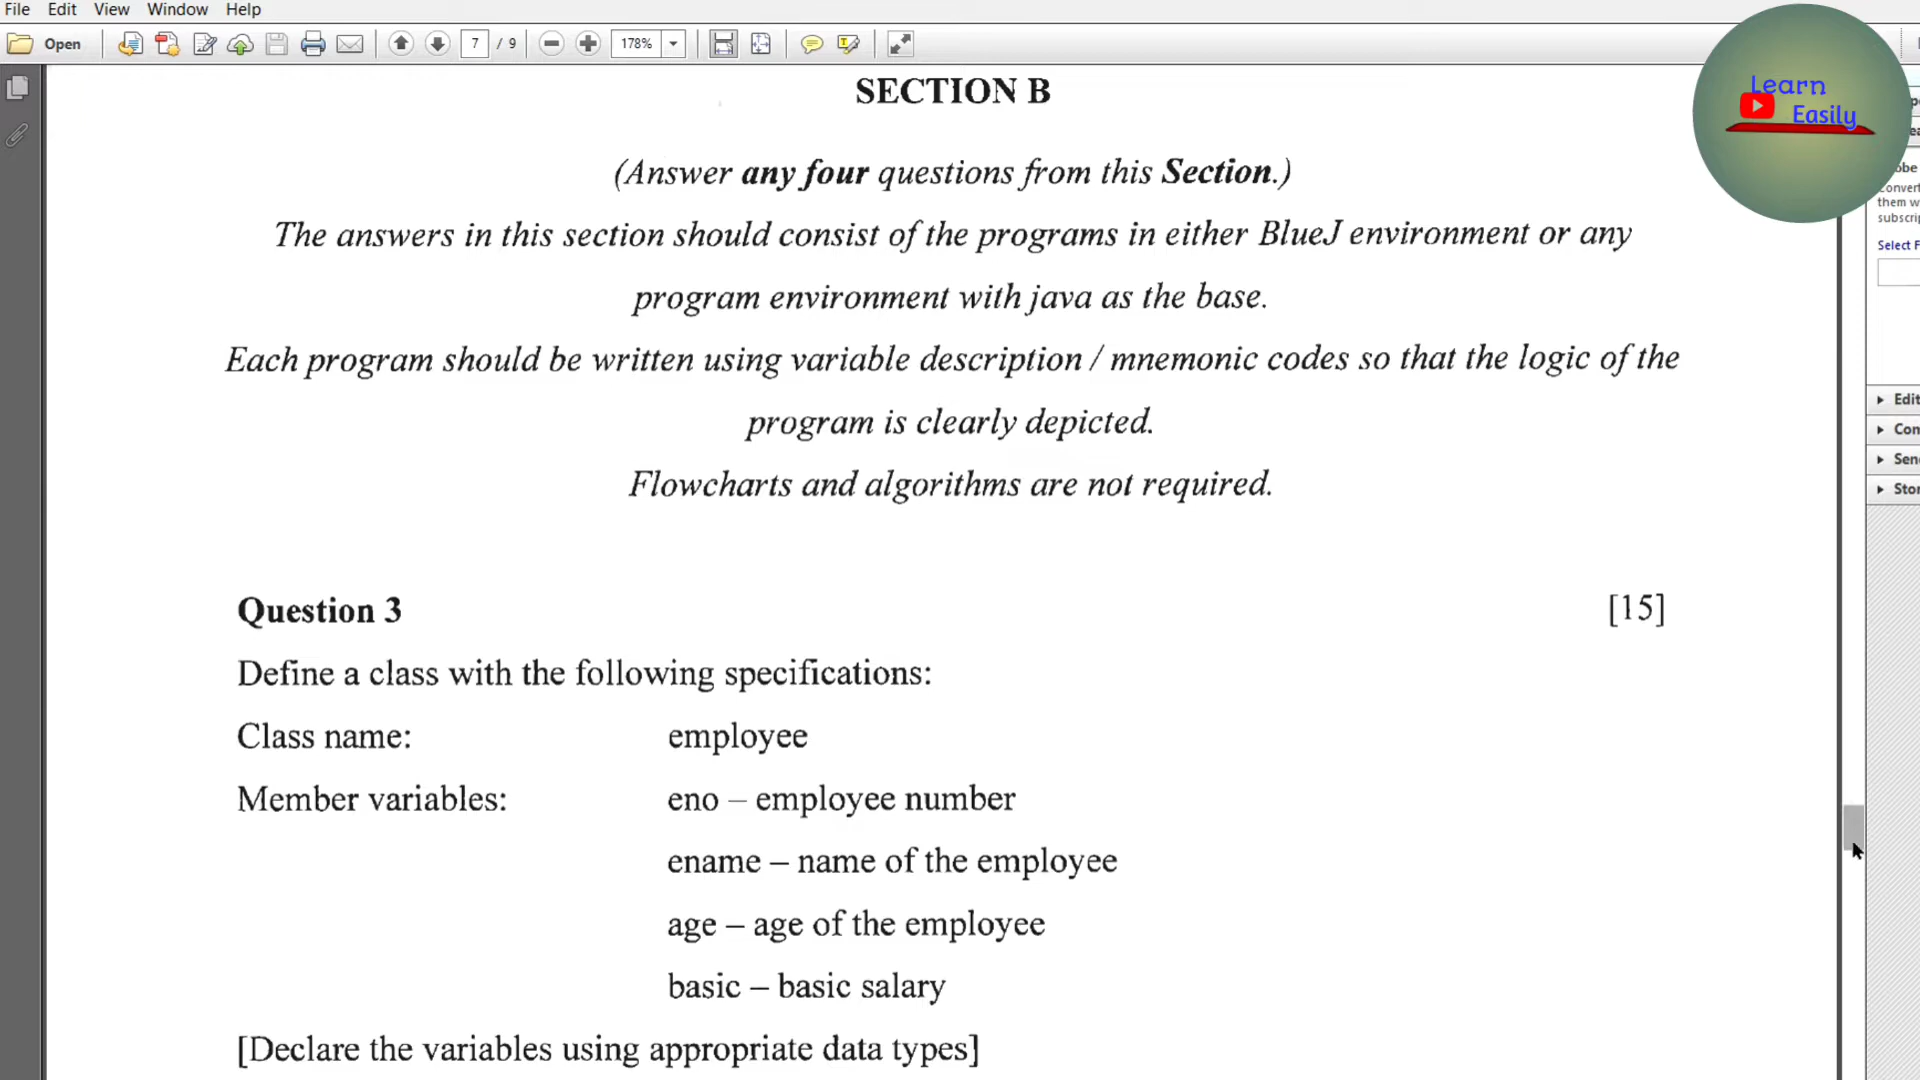 File Edit View Window Help
Open 7 / 9 178%
Learn
Easily
SECTION B
(Answer any four questions from this Section.)
The answers in this section should consist of the programs in either BlueJ environment or any
program environment with java as the base.
Each program should be written using variable description / mnemonic codes so that the logic of the
program is clearly depicted.
Flowcharts and algorithms are not required.
Question 3 [15]
Define a class with the following specifications:
Class name: employee
Member variables: eno – employee number
ename – name of the employee
age – age of the employee
basic – basic salary
[Declare the variables using appropriate data types]